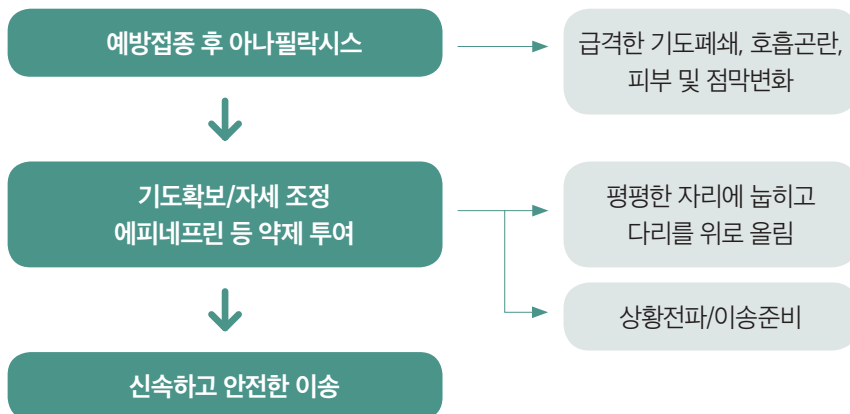 예방접종 후 아나필락시스
급격한 기도폐쇄, 호흡곤란,
피부 및 점막변화
기도확보/자세 조정
에피네프린 등 약제 투여
평평한 자리에 눕히고
다리를 위로 올림
상황전파/이송준비
신속하고 안전한 이송